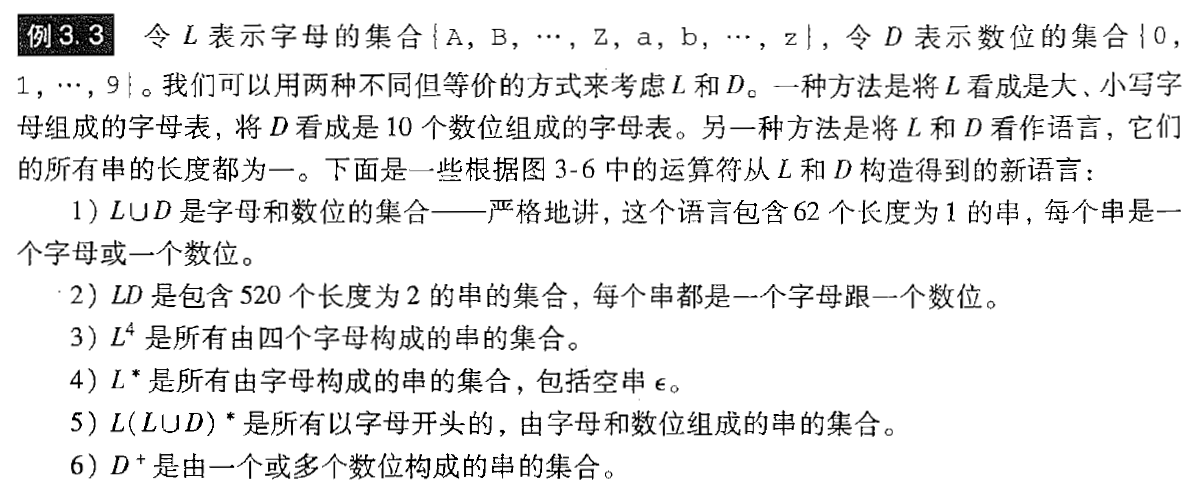 例3.3 令 L 表示字母的集合{A, B, …, Z, a, b, …, z}, 令 D 表示数位的集合{0,
1, …, 9}。我们可以用两种不同但等价的方式来考虑 L 和 D。一种方法是将 L 看成是大、小写字
母组成的字母表, 将 D 看成是 10 个数位组成的字母表。另一种方法是将 L 和 D 看作语言, 它们
的所有串的长度都为一。下面是一些根据图 3-6 中的运算符从 L 和 D 构造得到的新语言:
1) L∪D 是字母和数位的集合——严格地讲, 这个语言包含 62 个长度为 1 的串, 每个串是一
个字母或一个数位。
2) LD 是包含 520 个长度为 2 的串的集合, 每个串都是一个字母跟一个数位。
3) L⁴ 是所有由四个字母构成的串的集合。
4) L* 是所有由字母构成的串的集合, 包括空串 ϵ。
5) L(L∪D)* 是所有以字母开头的, 由字母和数位组成的串的集合。
6) D⁺ 是由一个或多个数位构成的串的集合。